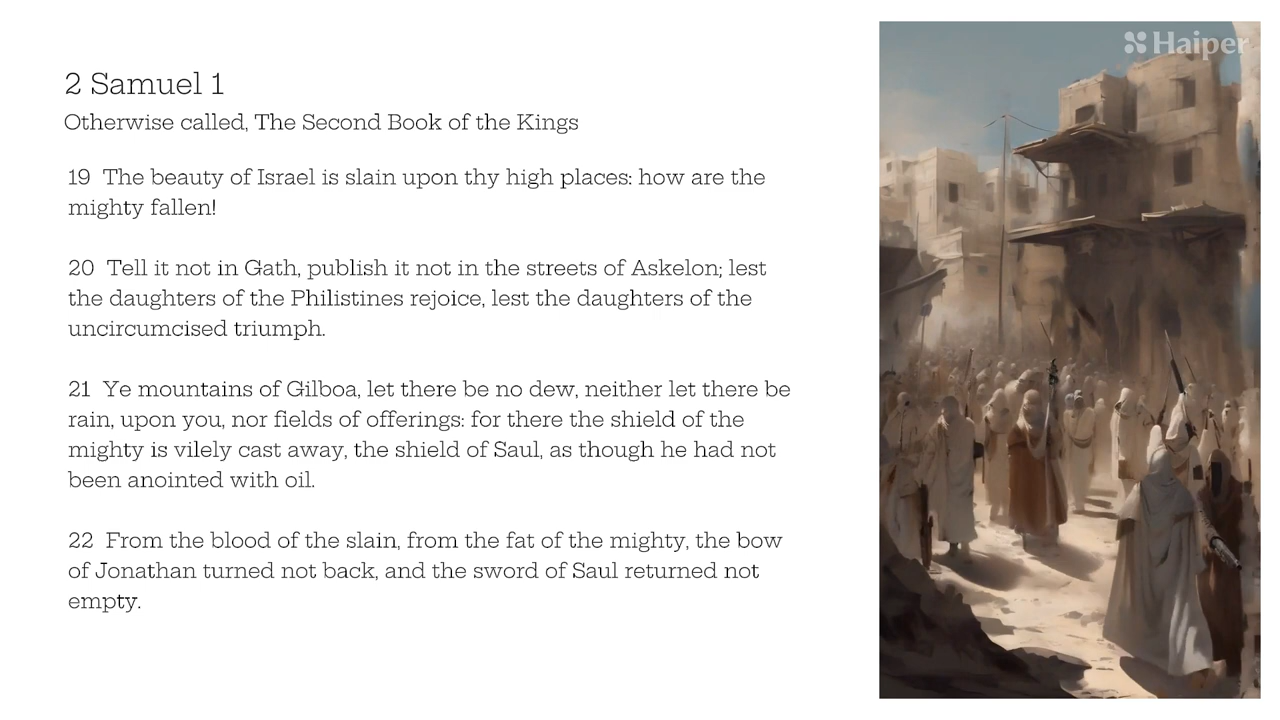 2 Samuel 1
Otherwise called, The Second Book of the Kings
19 The beauty of Israel is slain upon thy high places: how are the
mighty fallen!
20 Tell it not in Gath, publish it not in the streets of Askelon; lest
the daughters of the Philistines rejoice, lest the daughters of the
uncircumcised triumph.
21 Ye mountains of Gilboa, let there be no dew, neither let there be
rain, upon you, nor fields of offerings: for there the shield of the
mighty is vilely cast away, the shield of Saul, as though he had not
been anointed with oil.
22 From the blood of the slain, from the fat of the mighty, the bow
of Jonathan turned not back, and the sword of Saul returned not
empty.
Haiper